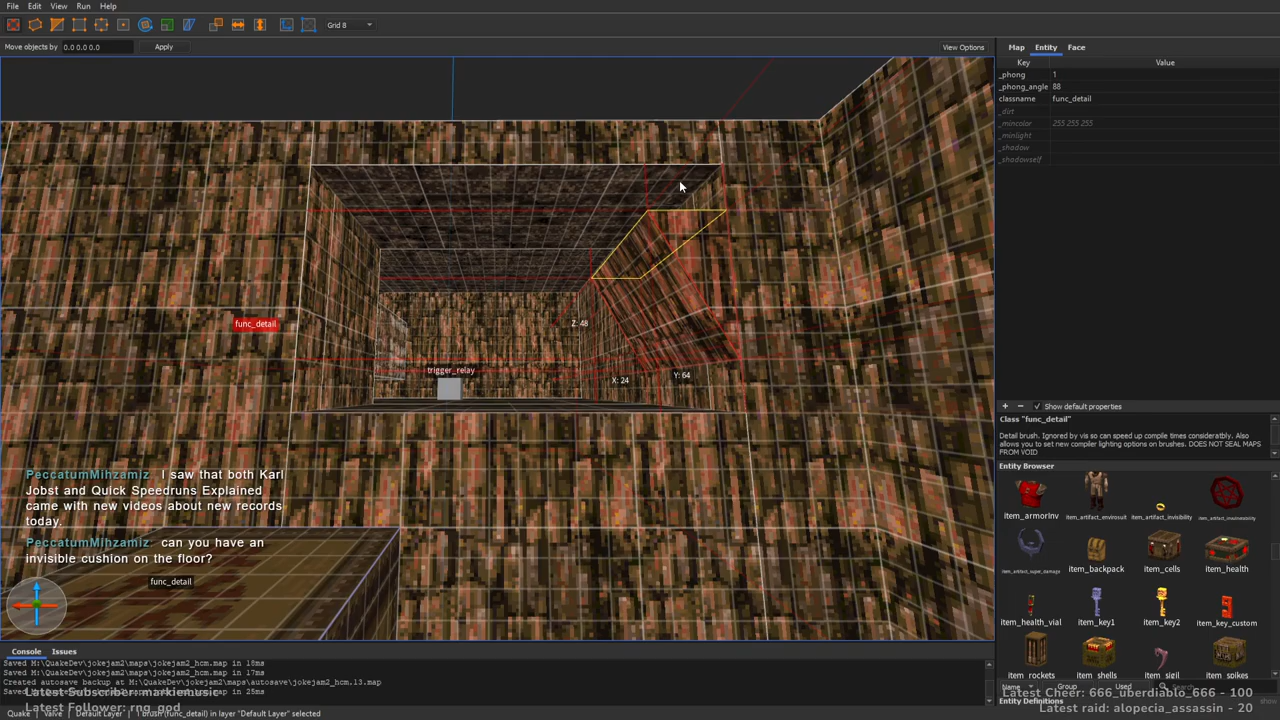 File Edit View Run Help
Grid 8
Move objects by 0.0 0.0 0.0 Apply View Options
Map Entity Face
Key Value
_phong 1
_phong_angle 88
classname func_detail
_dirt
_mincolor 255 255 255
_minlight
_shadow
_shadowself
func_detail
Z: 48
trigger_relay
X: 24
Y: 64
+ − Show default properties
Class "func_detail"
Detail brush. Ignored by vis so can speed up compile times considerably. Also
allows you to set new compiler lighting options on brushes. DOES NOT SEAL MAPS
FROM VOID
Entity Browser
item_armorInv item_artifact_envirosuit item_artifact_invisibility item_artifact_invulnerability
item_artifact_super_damage item_backpack item_cells item_health
item_health_vial item_key1 item_key2 item_key_custom
item_rockets item_shells item_sigil item_spikes
Name Group Used Search
Entity Definitions
PeccatumMihzamiz: I saw that both Karl
Jobst and Quick Speedruns Explained
came with new videos about new records
today.
PeccatumMihzamiz: can you have an
invisible cushion on the floor?
func_detail
Console Issues
Saved M:\QuakeDev\jokejam2\maps\jokejam2_hcm.map in 18ms
Saved M:\QuakeDev\jokejam2\maps\jokejam2_hcm.map in 17ms
Created autosave backup at M:\QuakeDev\jokejam2\maps\autosave\jokejam2_hcm.13.map
Latest Subscriber: markiemusic
Latest Follower: rng_god
Latest Cheer: 666_uberdiablo_666 - 100
Latest raid: alopecia_assassin - 20
Quake Valve Default Layer 1 brush (func_detail) in layer "Default Layer" selected